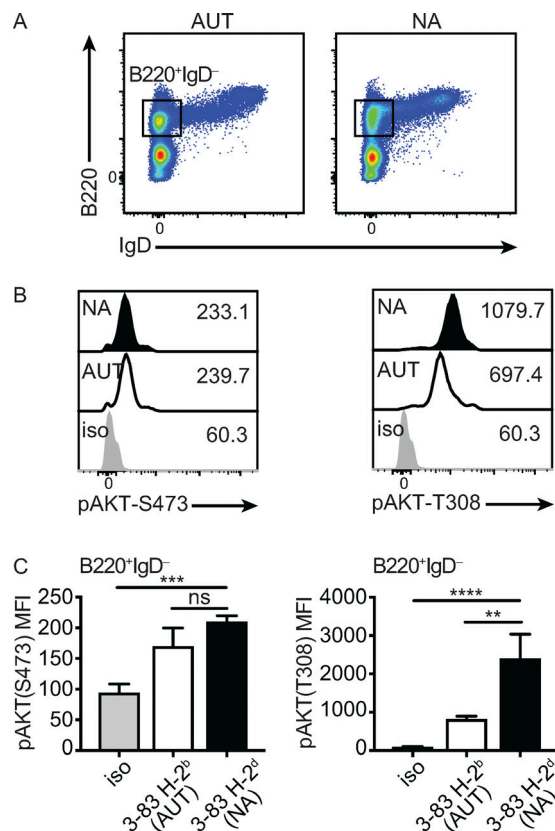 A
AUT
NA
B220⁺IgD⁻
B220
0
0
0
IgD
B
NA
233.1
AUT
239.7
iso
60.3
0
pAKT-S473
NA
1079.7
AUT
697.4
iso
60.3
0
pAKT-T308
C
B220⁺IgD⁻
pAKT(S473) MFI
250
200
150
100
50
0
***
ns
iso
3-83 H-2ᵇ
(AUT)
3-83 H-2ᵈ
(NA)
B220⁺IgD⁻
pAKT(T308) MFI
4000
3000
2000
1000
0
****
**
iso
3-83 H-2ᵇ
(AUT)
3-83 H-2ᵈ
(NA)